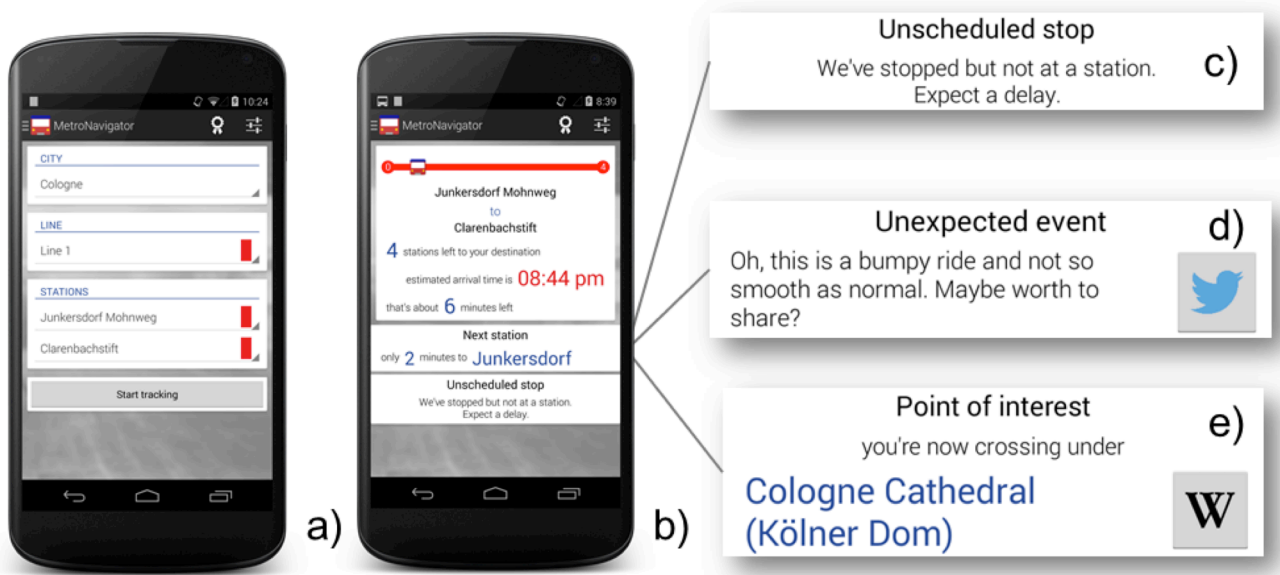 10:24
MetroNavigator
CITY
Cologne
LINE
Line 1
STATIONS
Junkersdorf Mohnweg
Clarenbachstift
Start tracking
a)
8:39
MetroNavigator
0
4
Junkersdorf Mohnweg
to
Clarenbachstift
4 stations left to your destination
estimated arrival time is 08:44 pm
that's about 6 minutes left
Next station
only 2 minutes to Junkersdorf
Unscheduled stop
We've stopped but not at a station.
Expect a delay.
b)
Unscheduled stop
We've stopped but not at a station.
Expect a delay.
c)
Unexpected event
d)
Oh, this is a bumpy ride and not so
smooth as normal. Maybe worth to
share?
Point of interest
e)
you're now crossing under
Cologne Cathedral
(Kölner Dom)
W